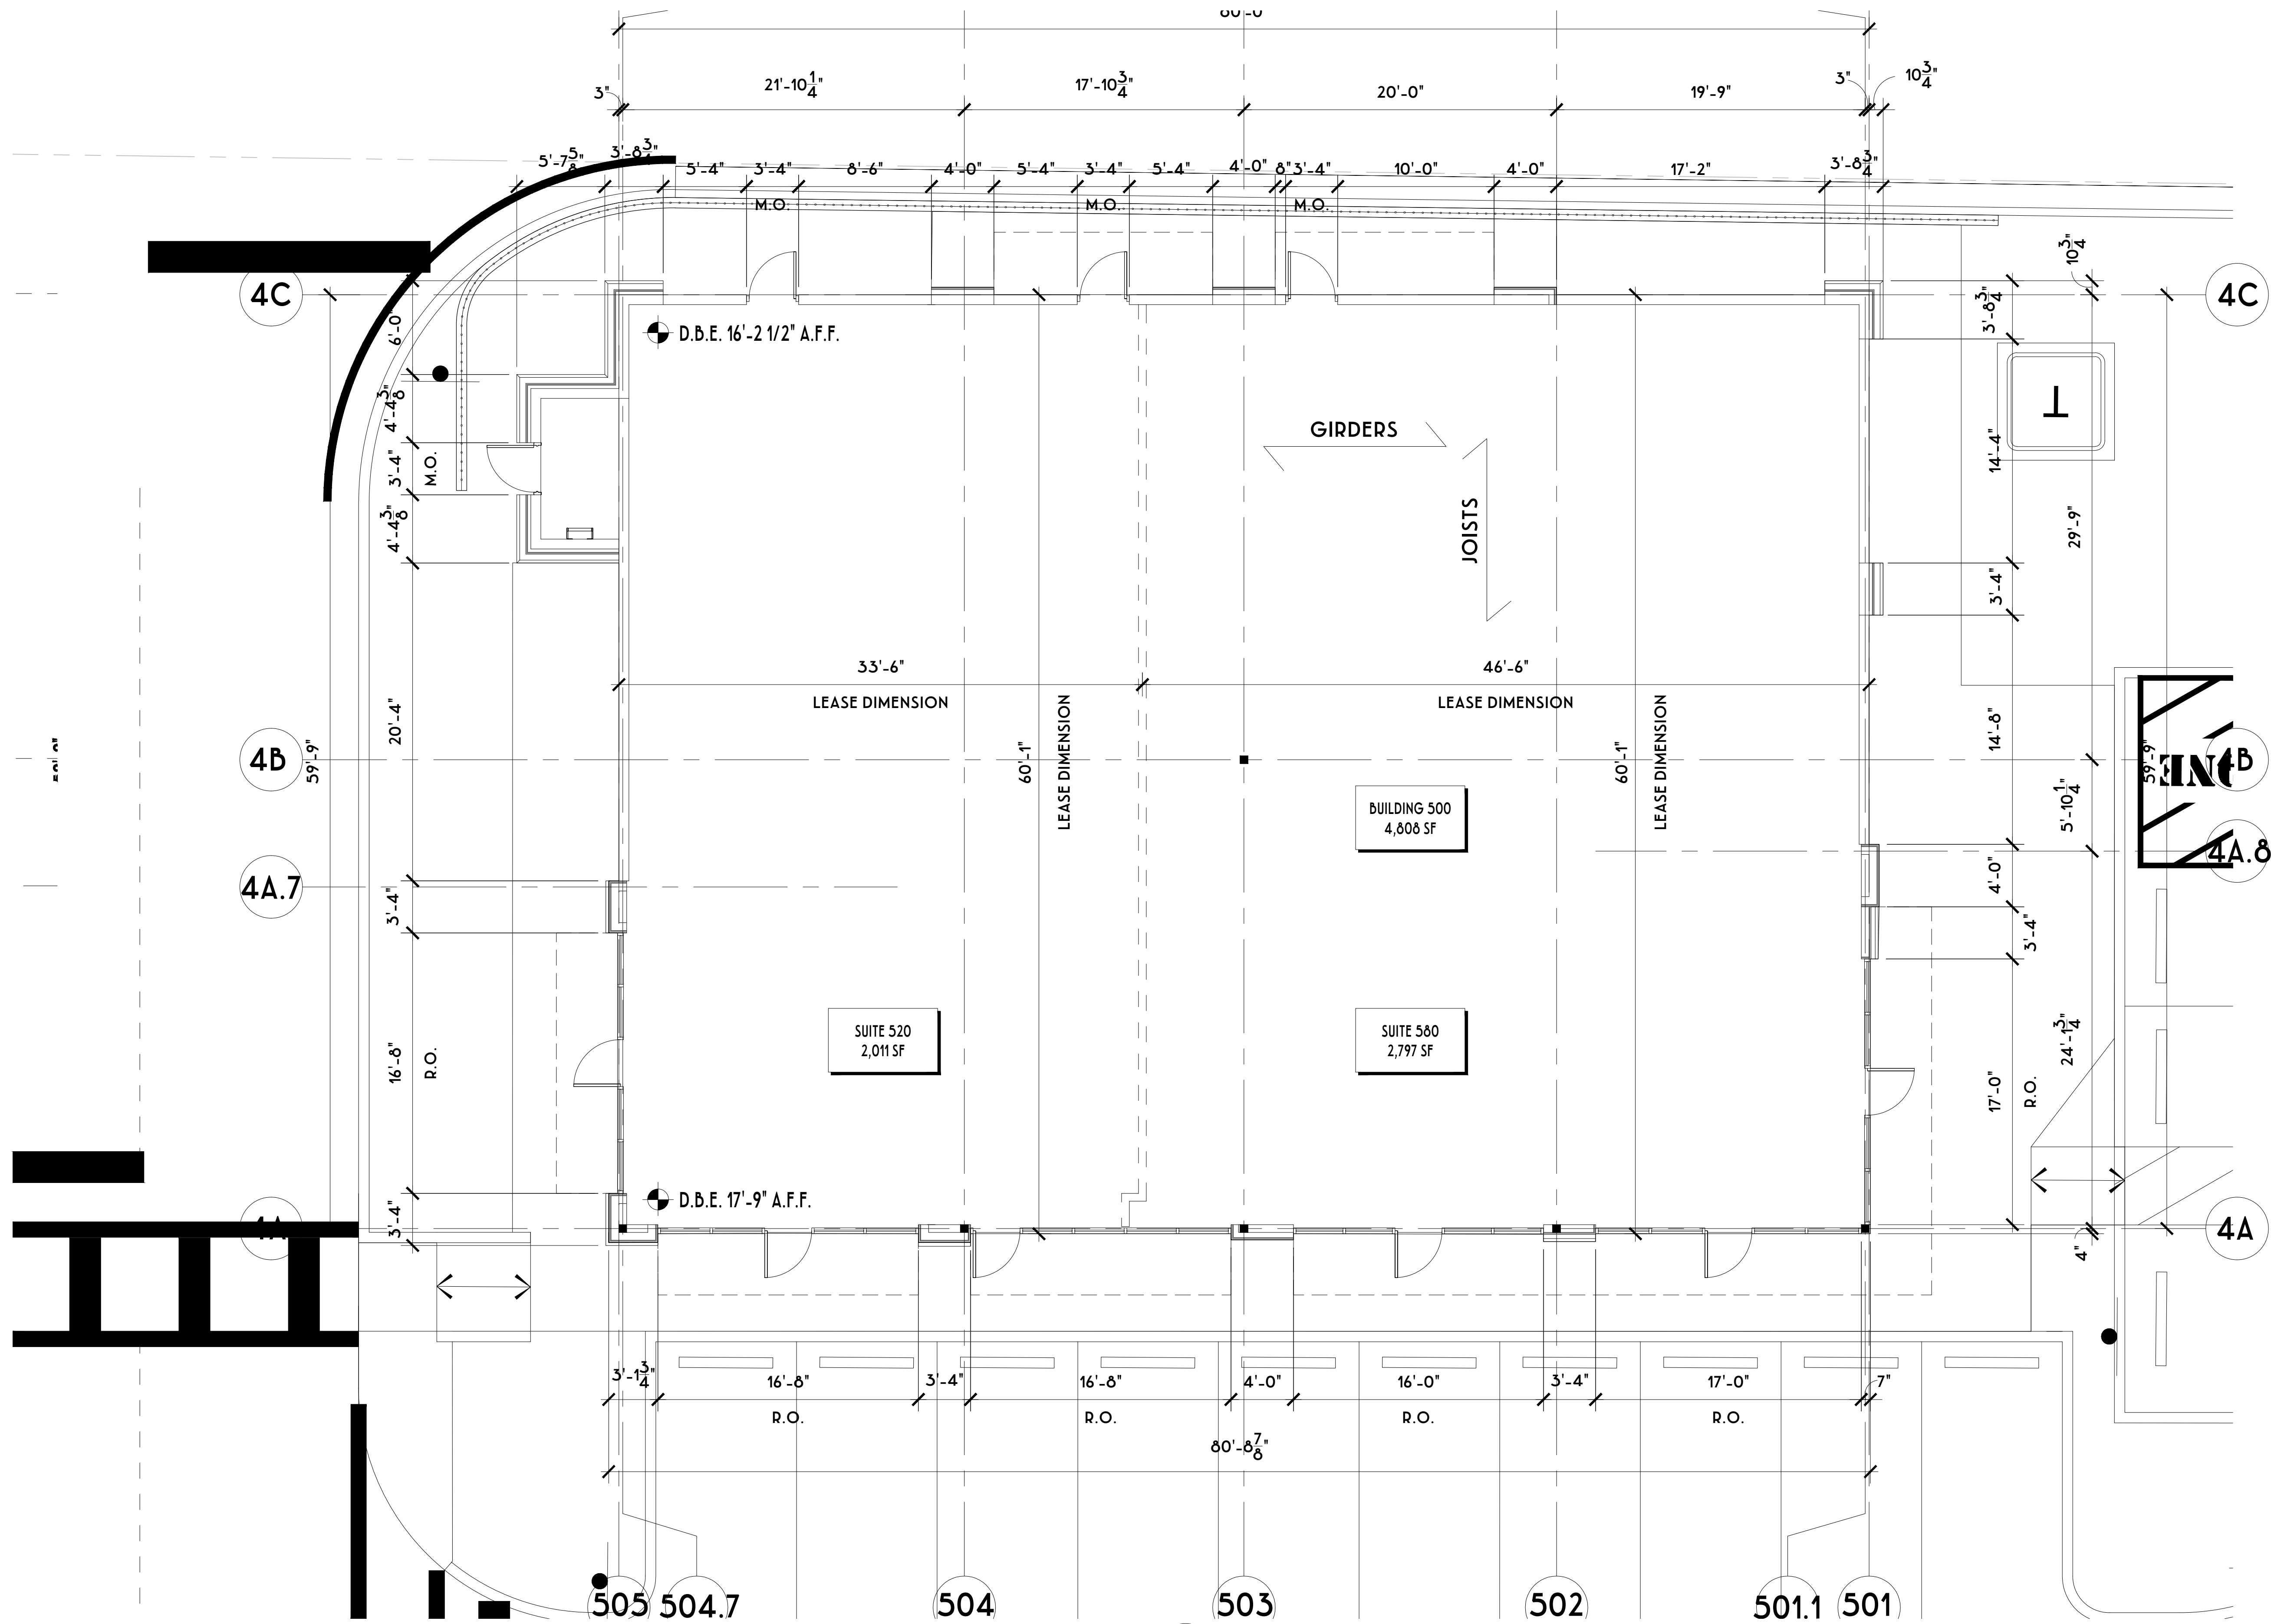 80'-0"
21'-10 1/4"
17'-10 3/4"
20'-0"
19'-9"
3"
10 3/4"
3"
5'-7 5/8"
3'-8 3/4"
5'-4"
3'-4"
8'-6"
4'-0"
5'-4"
3'-4"
5'-4"
4'-0"
8"
3'-4"
10'-0"
4'-0"
17'-2"
3'-8 3/4"
M.O.
M.O.
M.O.
10 3/4"
4C
4C
6'-0"
3'-8 3/4"
D.B.E. 16'-2 1/2" A.F.F.
4'-4 3/8"
T
GIRDERS
3'-4"
M.O.
14'-4"
JOISTS
4'-4 3/8"
29'-9"
3'-4"
33'-6"
46'-6"
LEASE DIMENSION
LEASE DIMENSION
20'-4"
14'-8"
4B
59'-9"
60'-1"
LEASE DIMENSION
60'-1"
LEASE DIMENSION
59'-9"
4B
BUILDING 500
4,808 SF
5'-10 1/4"
4A.8
4A.7
3'-4"
4'-0"
3'-4"
SUITE 520
2,011 SF
SUITE 580
2,797 SF
16'-8"
R.O.
24'-1 3/4"
17'-0"
R.O.
D.B.E. 17'-9" A.F.F.
3'-4"
4A
4A
4"
3'-1 3/4"
16'-8"
3'-4"
16'-8"
4'-0"
16'-0"
3'-4"
17'-0"
7"
R.O.
R.O.
R.O.
R.O.
80'-8 7/8"
505
504.7
504
503
502
501.1
501